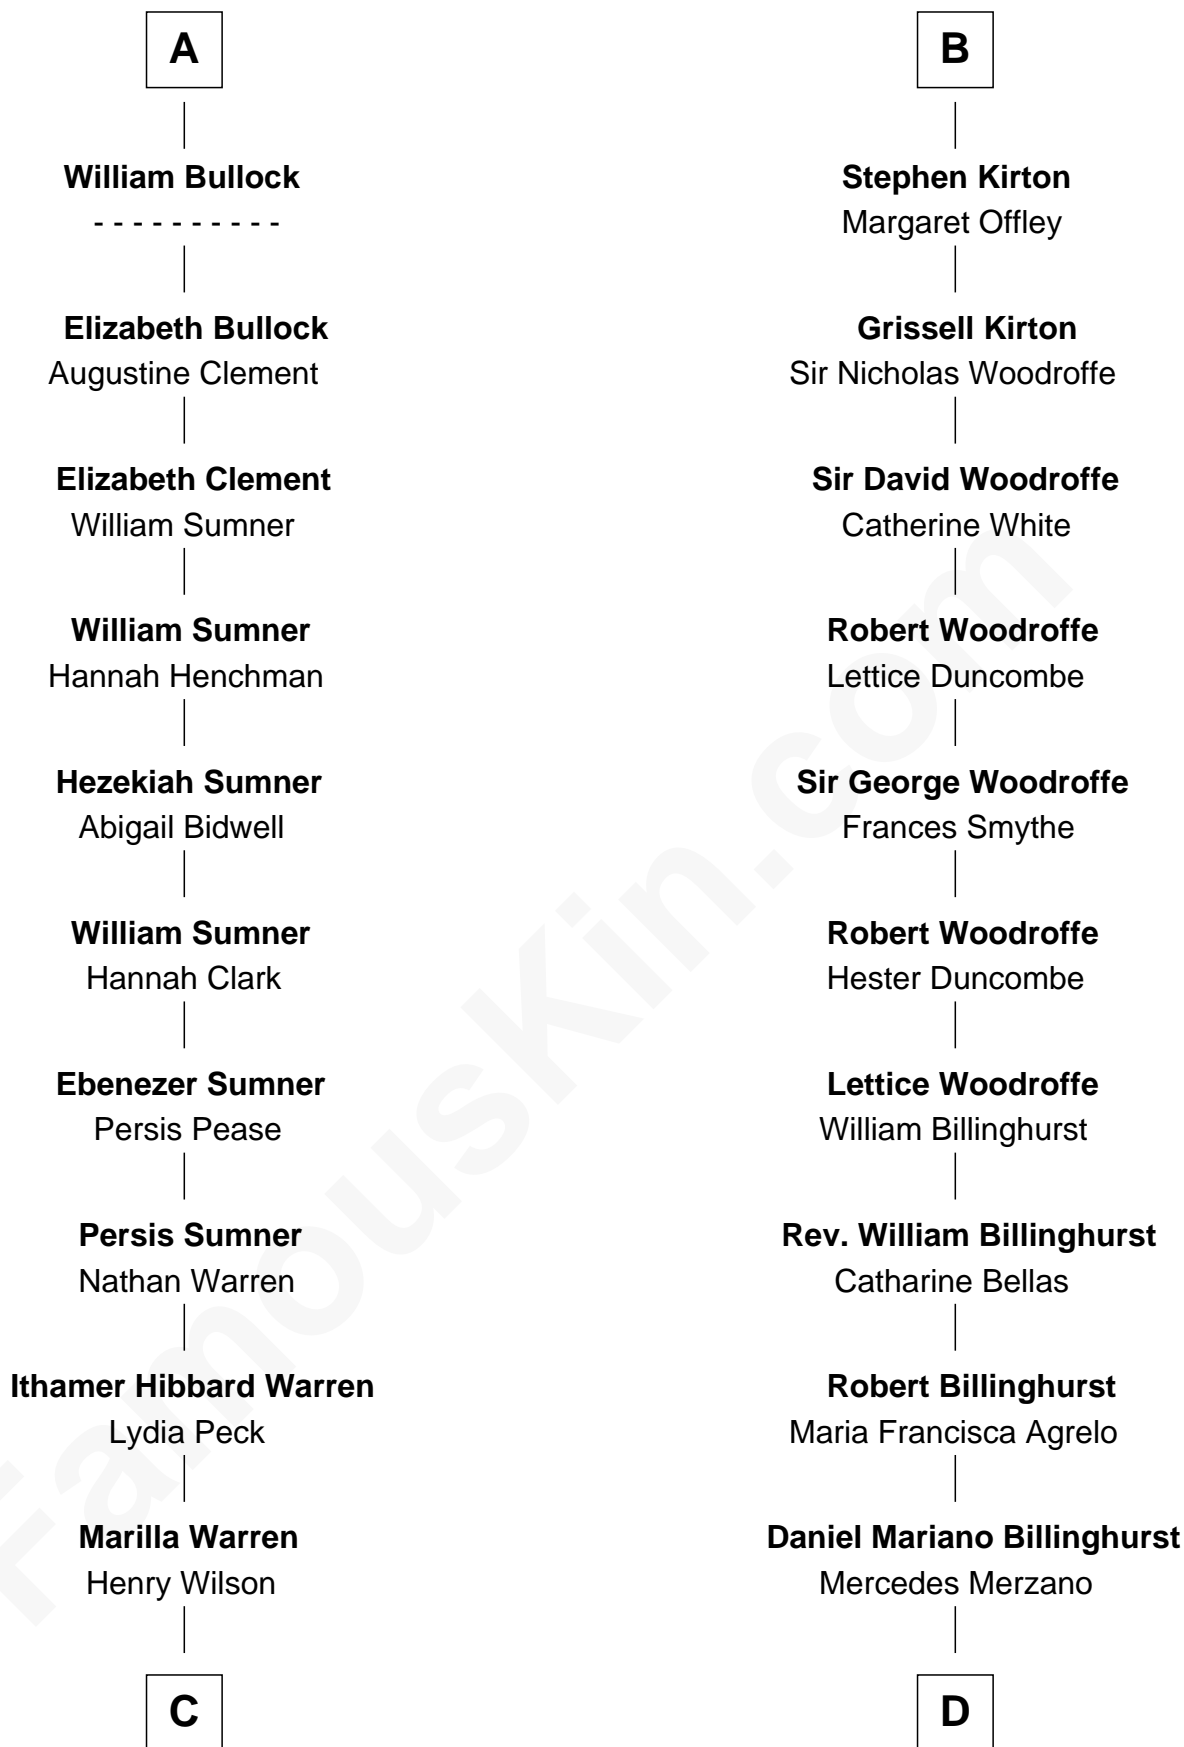 A
William Bullock
- - - - - - - - - -
Elizabeth Bullock
Augustine Clement
Elizabeth Clement
William Sumner
William Sumner
Hannah Henchman
Hezekiah Sumner
Abigail Bidwell
William Sumner
Hannah Clark
Ebenezer Sumner
Persis Pease
Persis Sumner
Nathan Warren
Ithamer Hibbard Warren
Lydia Peck
Marilla Warren
Henry Wilson
C
B
Stephen Kirton
Margaret Offley
Grissell Kirton
Sir Nicholas Woodroffe
Sir David Woodroffe
Catherine White
Robert Woodroffe
Lettice Duncombe
Sir George Woodroffe
Frances Smythe
Robert Woodroffe
Hester Duncombe
Lettice Woodroffe
William Billinghurst
Rev. William Billinghurst
Catharine Bellas
Robert Billinghurst
Maria Francisca Agrelo
Daniel Mariano Billinghurst
Mercedes Merzano
D
FamousKin.com